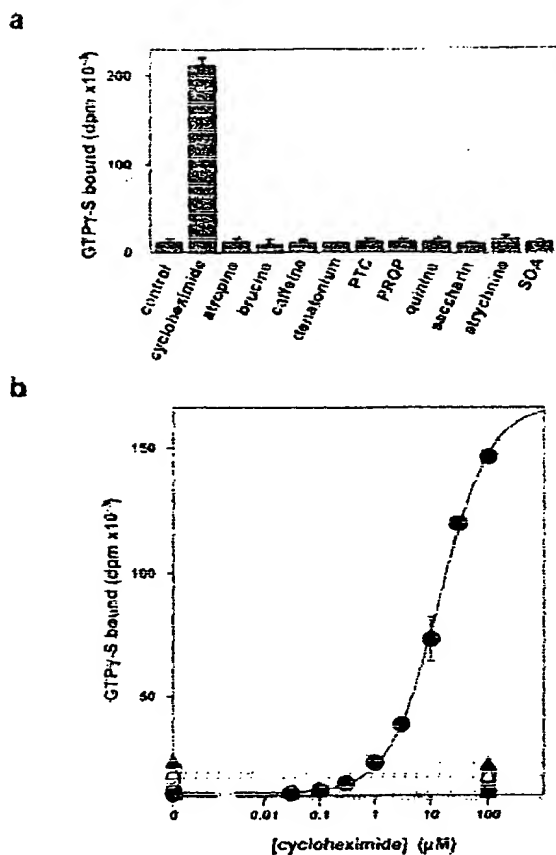 a
GTPγ-S bound (dpm x10⁻³)
200
100
0
control
cycloheximide
atropine
brucine
caffeine
denatonium
PTC
PROP
quinine
saccharin
strychnine
SOA
b
GTPγ-S bound (dpm x10⁻³)
150
100
50
0
0.01
0.1
1
10
100
[cycloheximide] (µM)